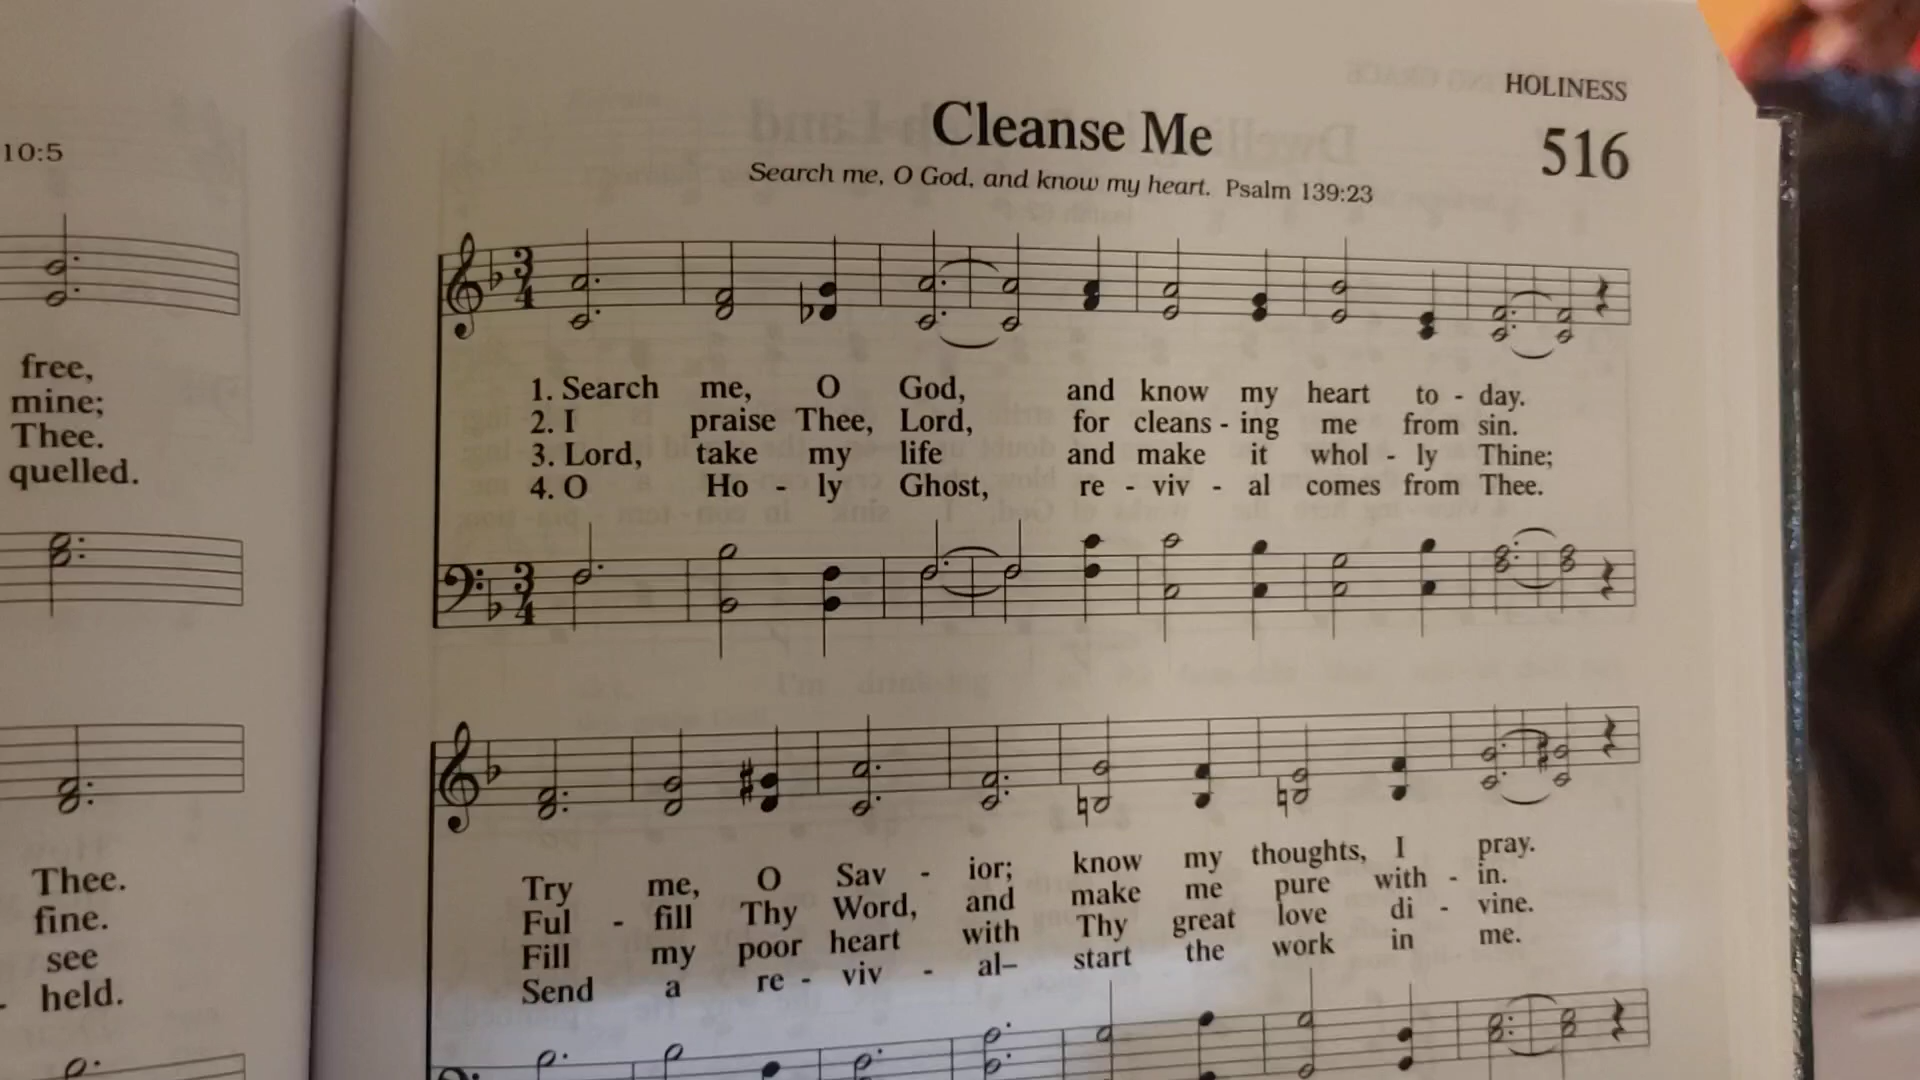 10:5
free,
mine;
Thee.
quelled.
Thee.
fine.
see
- held.
HOLINESS
Cleanse Me
516
Search me, O God, and know my heart. Psalm 139:23
1. Search me, O God, and know my heart to - day.
2. I praise Thee, Lord, for cleans - ing me from sin.
3. Lord, take my life and make it whol - ly Thine;
4. O Ho - ly Ghost, re - viv - al comes from Thee.
Try me, O Sav - ior; know my thoughts, I pray.
Ful - fill Thy Word, and make me pure with - in.
Fill my poor heart with Thy great love di - vine.
Send a re - viv - al– start the work in me.